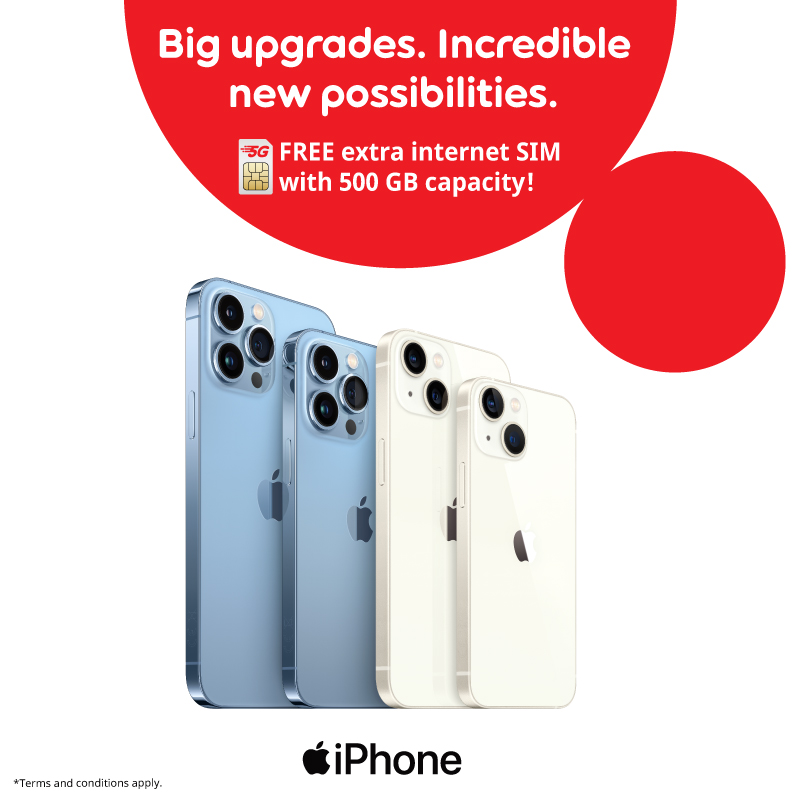 Big upgrades. Incredible
new possibilities.
5G
FREE extra internet SIM
with 500 GB capacity!
iPhone
*Terms and conditions apply.